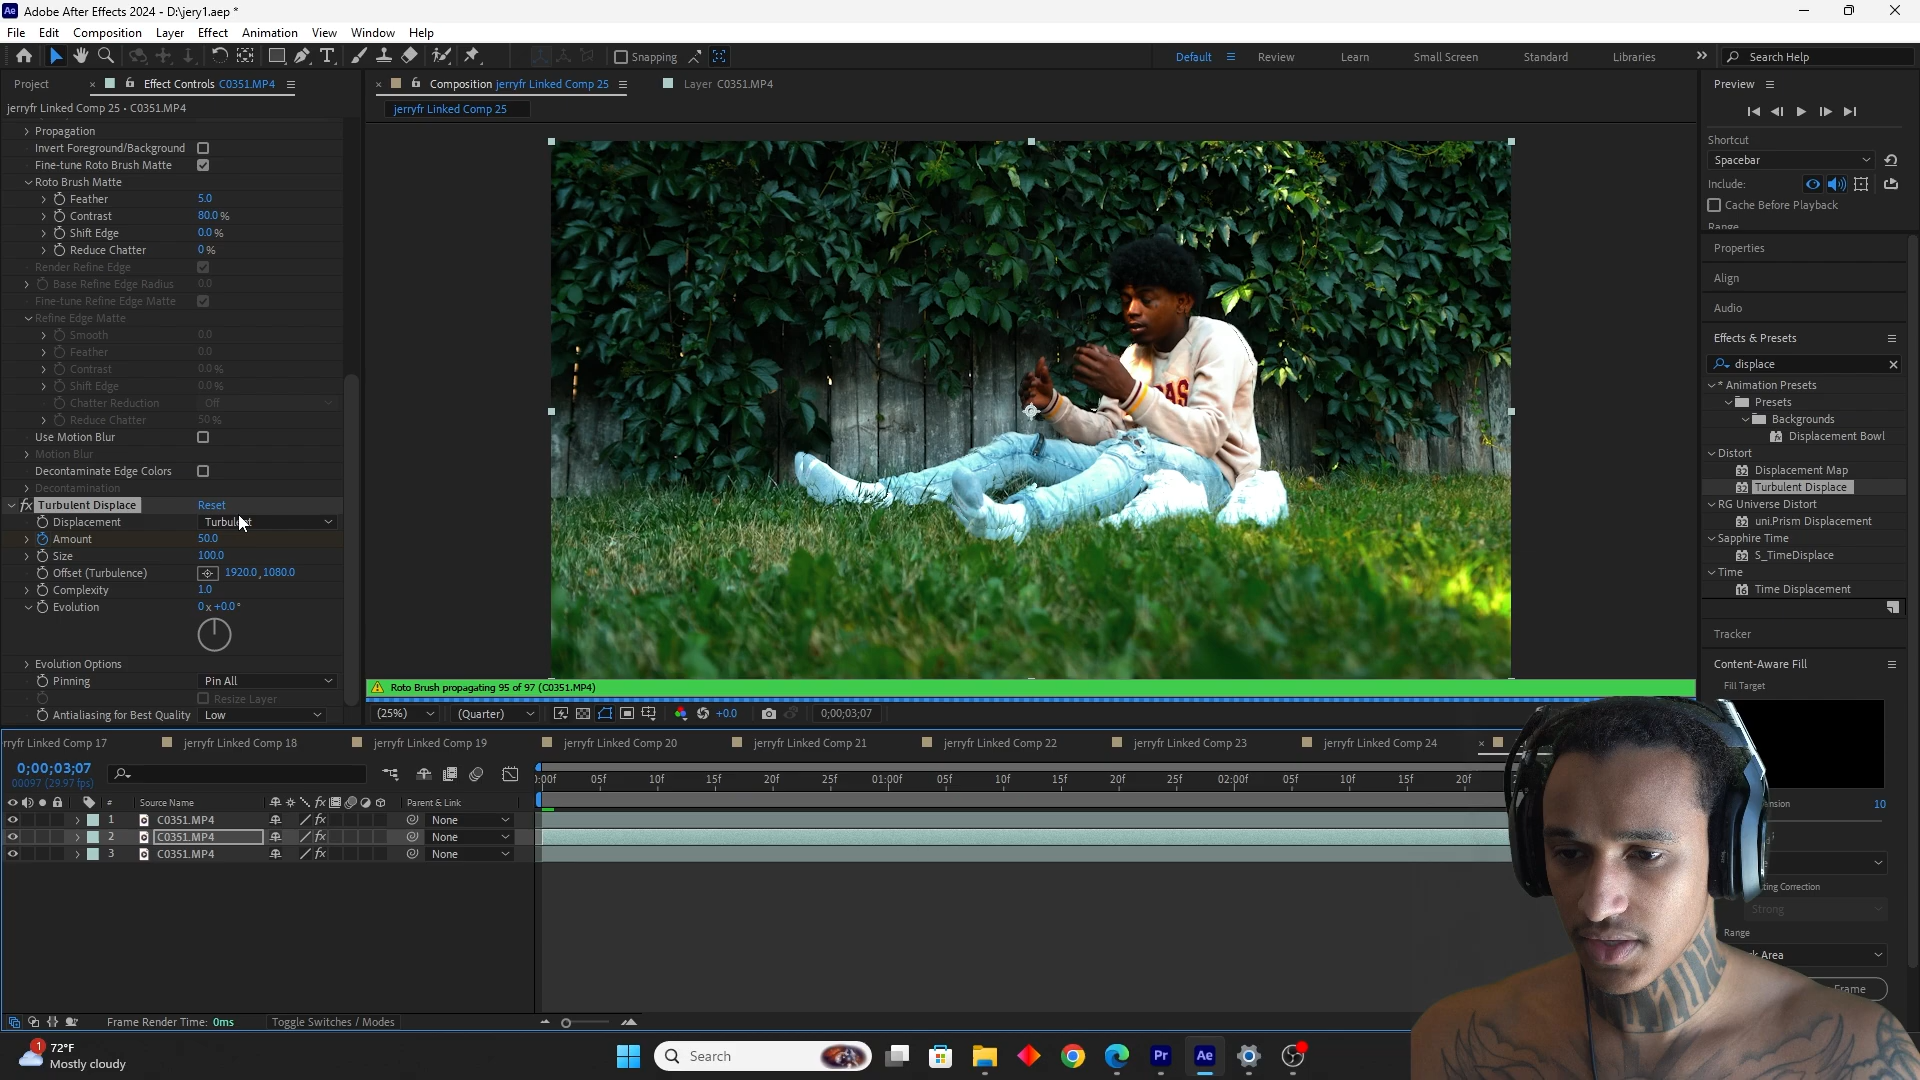 Adobe After Effects 2024 - D:\jery1.aep *
File Edit Composition Layer Effect Animation View Window Help
Snapping
Default Review Learn Small Screen Standard Libraries Search Help
Project Effect Controls C0351.MP4
jerryfr Linked Comp 25 • C0351.MP4
Propagation
Invert Foreground/Background
Fine-tune Roto Brush Matte
Roto Brush Matte
Feather 5.0
Contrast 80.0 %
Shift Edge 0.0 %
Reduce Chatter 0 %
Render Refine Edge
Base Refine Edge Radius 0.0
Fine-tune Refine Edge Matte
Refine Edge Matte
Smooth 0.0
Feather 0.0
Contrast 0.0 %
Shift Edge 0.0 %
Chatter Reduction Off
Reduce Chatter 50 %
Use Motion Blur
Motion Blur
Decontaminate Edge Colors
Decontamination
fx Turbulent Displace Reset
Displacement Turbulent
Amount 50.0
Size 100.0
Offset (Turbulence) 1920.0, 1080.0
Complexity 1.0
Evolution 0x+0.0°
Evolution Options
Pinning Pin All
Resize Layer
Antialiasing for Best Quality Low
Composition jerryfr Linked Comp 25 Layer C0351.MP4
jerryfr Linked Comp 25
Roto Brush propagating 95 of 97 (C0351.MP4)
(25%) (Quarter) +0.0 0;00;03;07
Preview
Shortcut
Spacebar
Include:
Cache Before Playback
Range
Properties
Align
Audio
Effects & Presets
displace
* Animation Presets
Presets
Backgrounds
Displacement Bowl
Distort
Displacement Map
Turbulent Displace
RG Universe Distort
uni.Prism Displacement
Sapphire Time
S_TimeDisplace
Time
Time Displacement
Tracker
Content-Aware Fill
Fill Target
10
Strong
Range
Area
Frame
rryfr Linked Comp 17 jerryfr Linked Comp 18 jerryfr Linked Comp 19 jerryfr Linked Comp 20 jerryfr Linked Comp 21 jerryfr Linked Comp 22 jerryfr Linked Comp 23 jerryfr Linked Comp 24
0;00;03;07
00097 (29.97 fps)
):00f 05f 10f 15f 20f 25f 01:00f 05f 10f 15f 20f 25f 02:00f 05f 10f 15f 20f
# Source Name fx Parent & Link
1 C0351.MP4 fx None
2 C0351.MP4 fx None
3 C0351.MP4 fx None
Frame Render Time: 0ms Toggle Switches / Modes
1
72°F
Mostly cloudy
Search
Pr
Ae